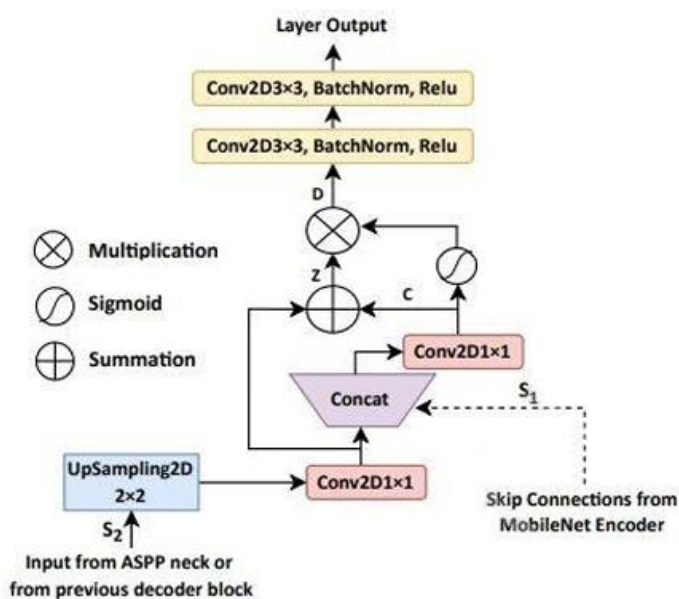 Layer Output
Conv2D3×3, BatchNorm, Relu
Conv2D3×3, BatchNorm, Relu
D
Multiplication
Z
C
Sigmoid
Summation
Conv2D1×1
Concat
S1
UpSampling2D
2×2
Conv2D1×1
S2
Skip Connections from
MobileNet Encoder
Input from ASPP neck or
from previous decoder block